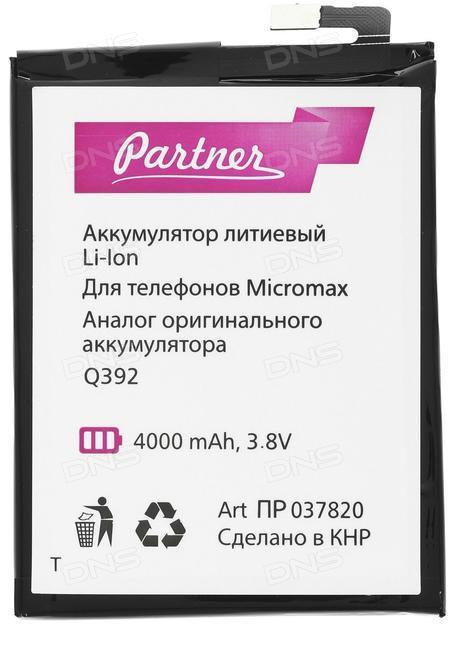 Partner
Аккумулятор литиевый
Li-Ion
Для телефонов Micromax
Аналог оригинального
аккумулятора
Q392
4000 mAh, 3.8V
Art ПР 037820
Сделано в КНР
T
DNS